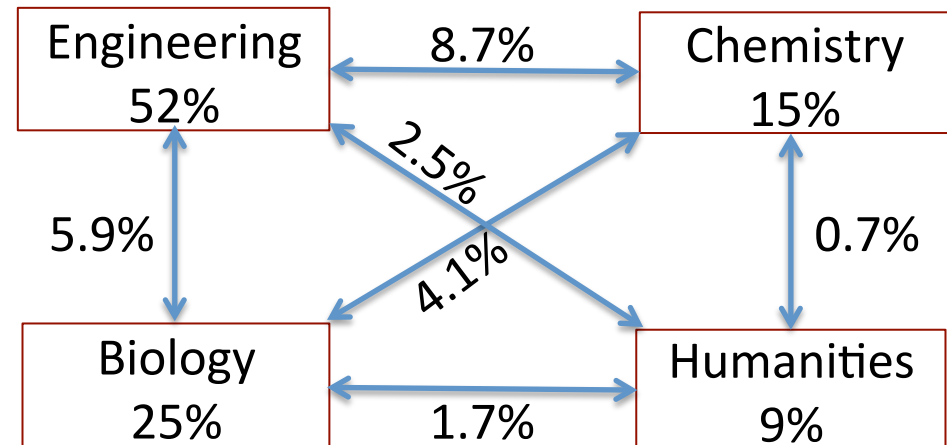 Engineering
52%
8.7%
Chemistry
15%
2.5%
5.9%
4.1%
0.7%
Biology
25%
1.7%
Humanities
9%